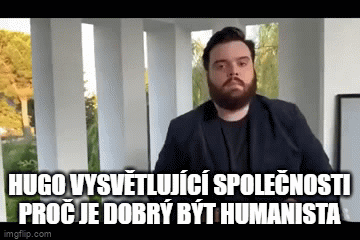 HUGO VYSVĚTLUJÍCÍ SPOLEČNOSTI
PROČ JE DOBRÝ BÝT HUMANISTA
imgflip.com